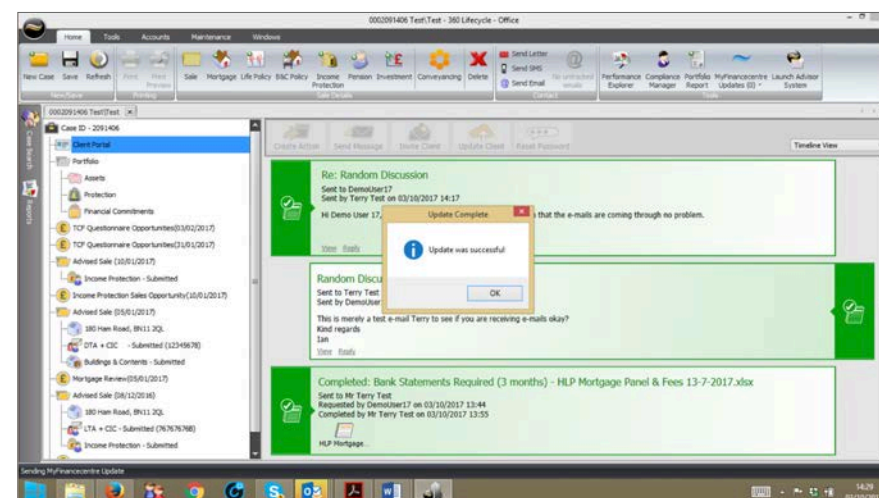 0002091406 Test\Test - 360 Lifecycle - Office
Home Tools Accounts Maintenance Windows
New Case Save Refresh Print Print Preview Sale Mortgage Life Policy B&C Policy Income Protection Pension Investment Conveyancing Delete
Send Letter
Send SMS
Send Email
No untracked emails
Performance Explorer Compliance Manager Portfolio Report MyFinancecentre Updates (0) Launch Advisor System
New/Save Printing Sale Details Contact Tools
0002091406 Test\Test
Case Search
Reports
Case ID - 2091406
Client Portal
Portfolio
Assets
Protection
Financial Commitments
TCF Questionnaire Opportunities(03/02/2017)
TCF Questionnaire Opportunities(31/01/2017)
Advised Sale (10/01/2017)
Income Protection - Submitted
Income Protection Sales Opportunity(10/01/2017)
Advised Sale (05/01/2017)
180 Ham Road, BN11 2QL
DTA + CIC - Submitted (12345678)
Buildings & Contents - Submitted
Mortgage Review(05/01/2017)
Advised Sale (08/12/2016)
180 Ham Road, BN11 2QL
LTA + CIC - Submitted (767676768)
Income Protection - Submitted
Create Action Send Message Invite Client Update Client Reset Password
Timeline View
Re: Random Discussion
Sent to DemoUser17
Sent by Terry Test on 03/10/2017 14:17
Hi Demo User 17,
that the e-mails are coming through no problem.
View Reply
Update Complete
Update was successful
OK
Random Discu
Sent to Terry Test
Sent by DemoUser
This is merely a test e-mail Terry to see if you are receiving e-mails okay?
Kind regards
Ian
View Reply
Completed: Bank Statements Required (3 months) - HLP Mortgage Panel & Fees 13-7-2017.xlsx
Sent to Mr Terry Test
Requested by DemoUser17 on 03/10/2017 13:44
Completed by Mr Terry Test on 03/10/2017 13:55
HLP Mortgage...
Sending MyFinancecentre Update
14:29